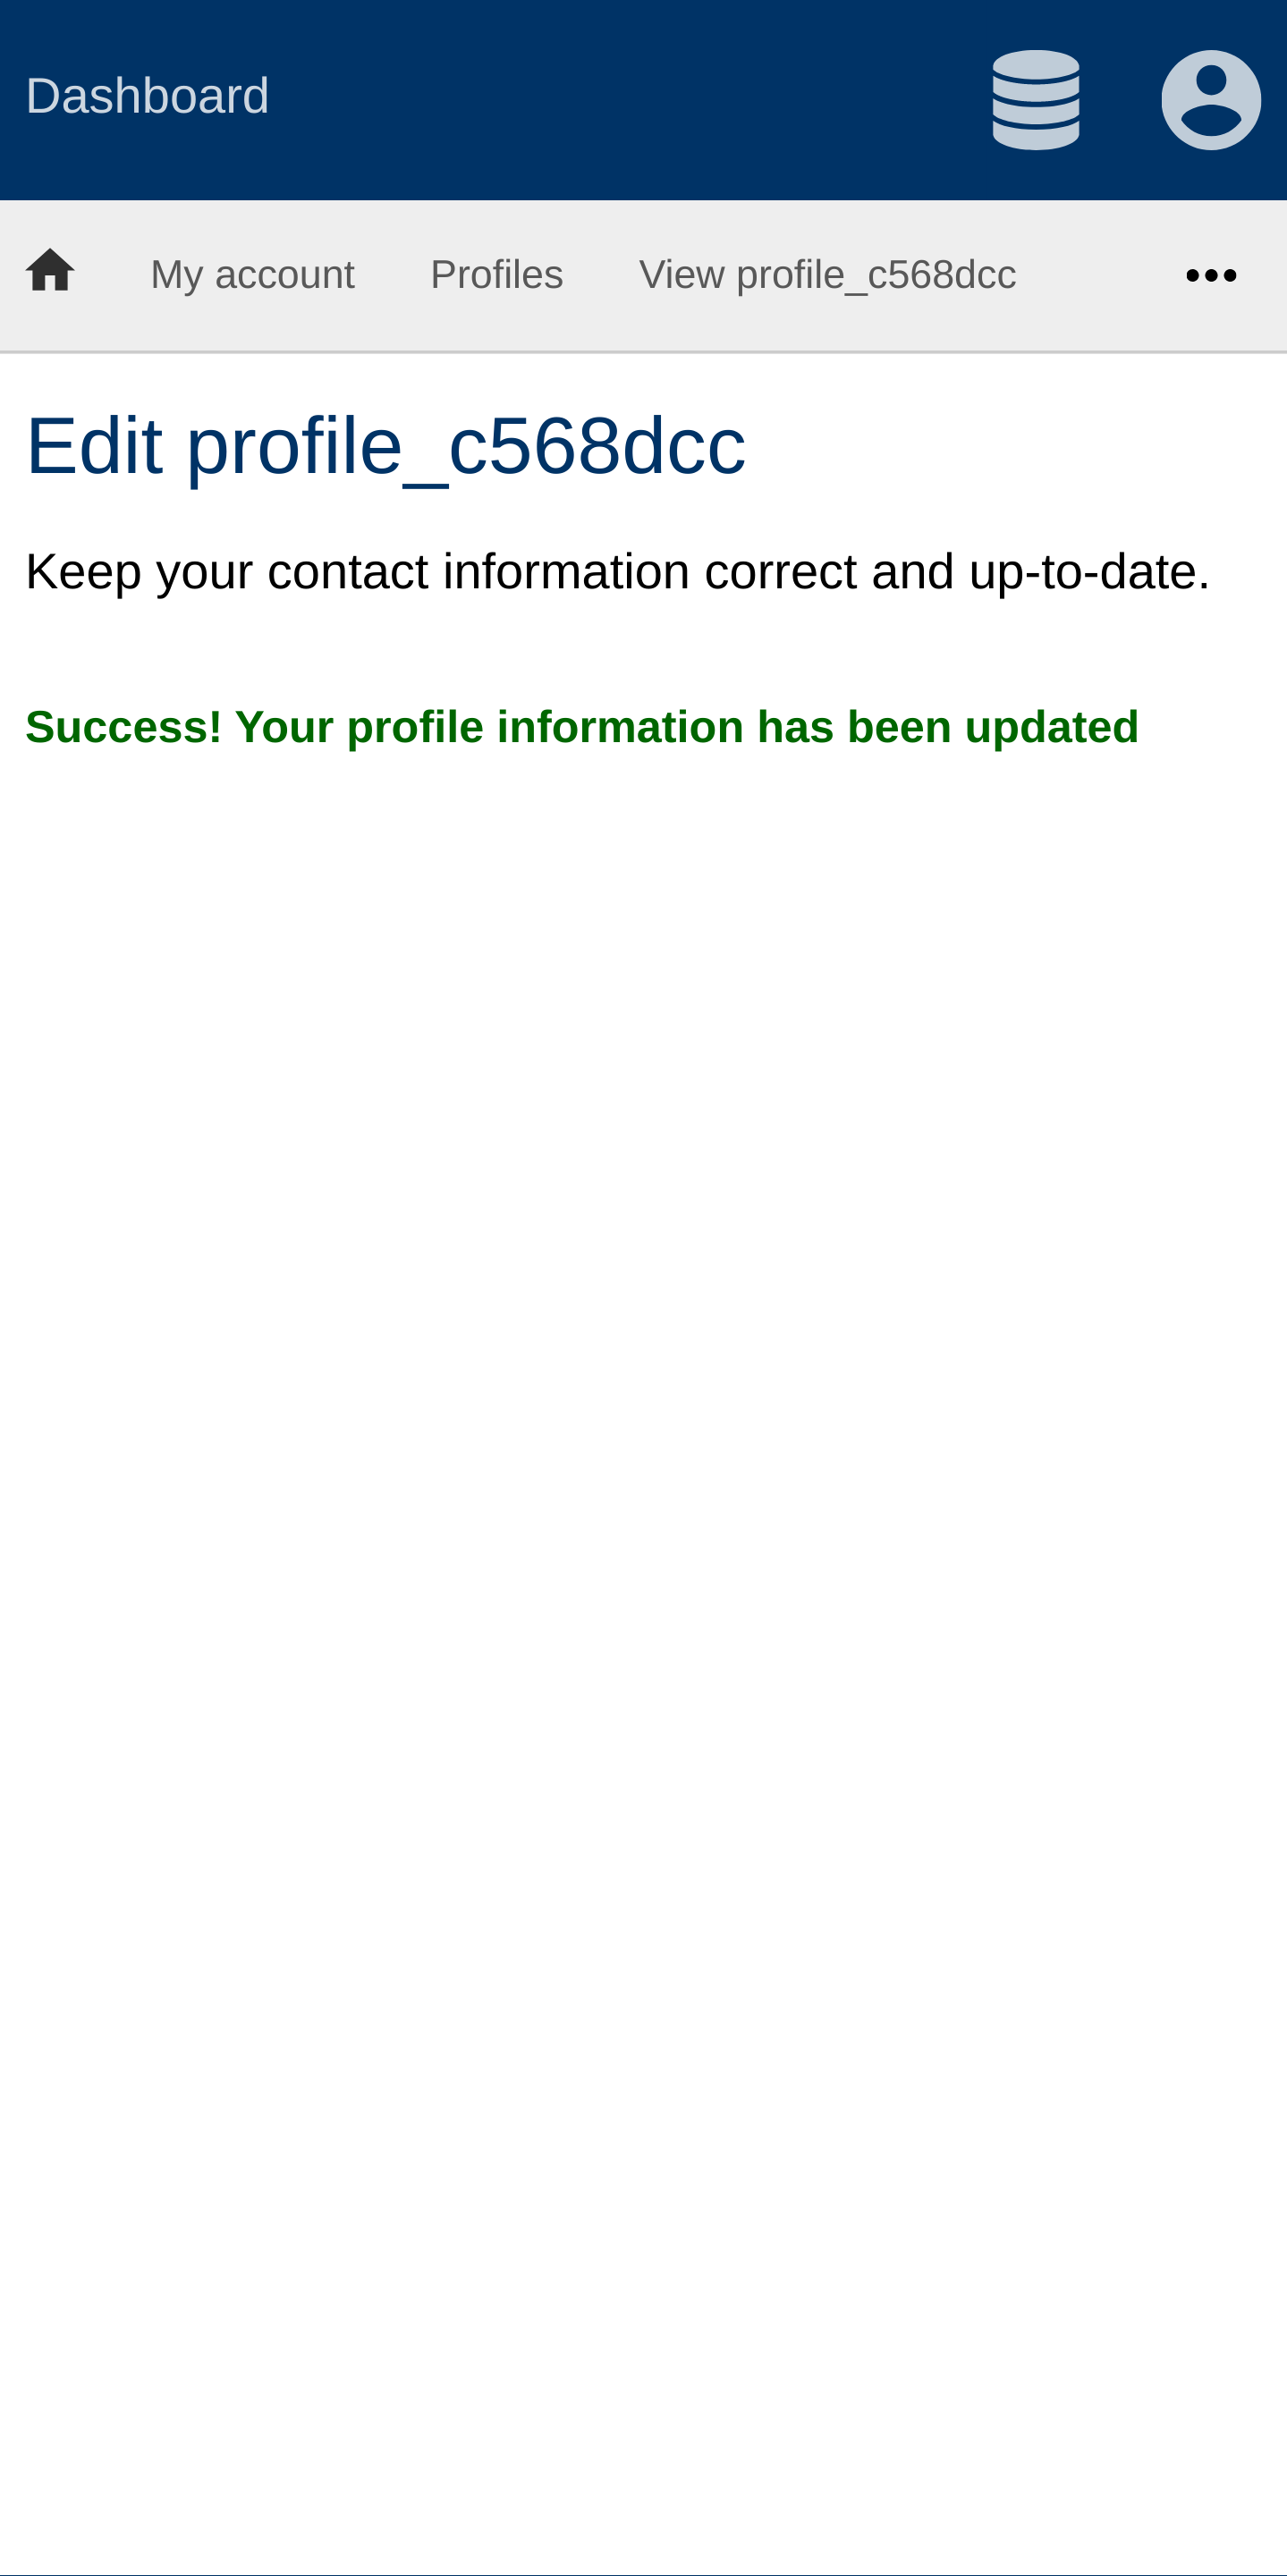 Dashboard
My account Profiles View profile_c568dcc
Edit profile_c568dcc
Keep your contact information correct and up-to-date.
Success! Your profile information has been updated